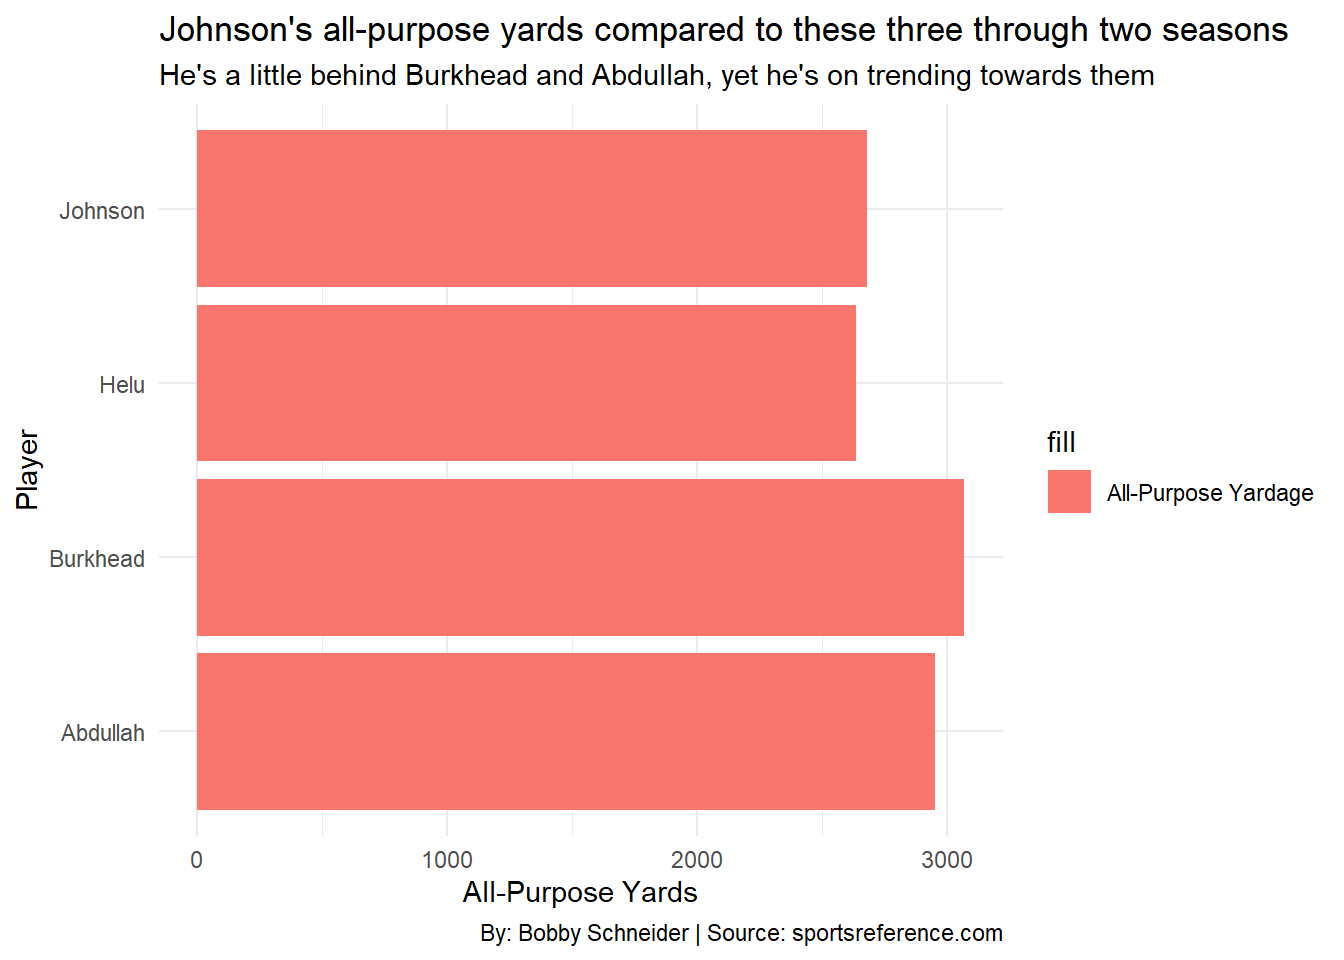 Johnson's all-purpose yards compared to these three through two seasons
He's a little behind Burkhead and Abdullah, yet he's on trending towards them
Johnson
Helu
Burkhead
Abdullah
Player
0
1000
2000
3000
All-Purpose Yards
fill
All-Purpose Yardage
By: Bobby Schneider | Source: sportsreference.com